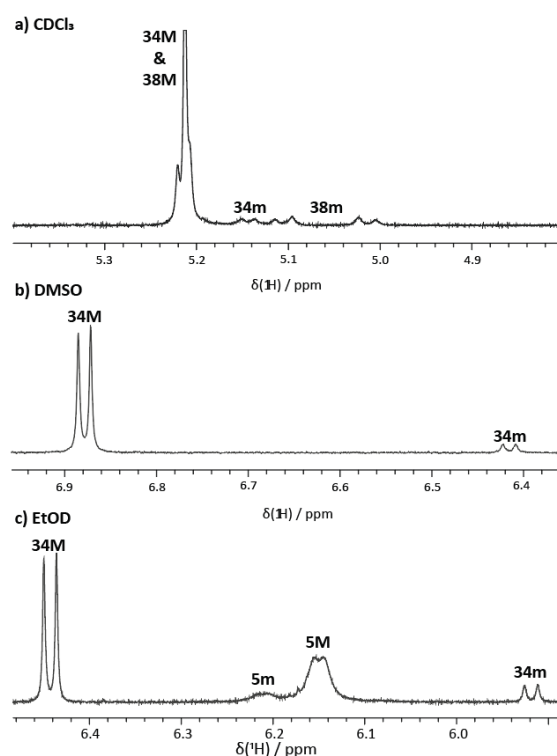 a) CDCl₃
34M
&
38M
34m 38m
5.3 5.2 5.1 5.0 4.9
δ(1H) / ppm
b) DMSO
34M
34m
6.9 6.8 6.7 6.6 6.5 6.4
δ(1H) / ppm
c) EtOD
34M
5M
5m
34m
6.4 6.3 6.2 6.1 6.0
δ(¹H) / ppm